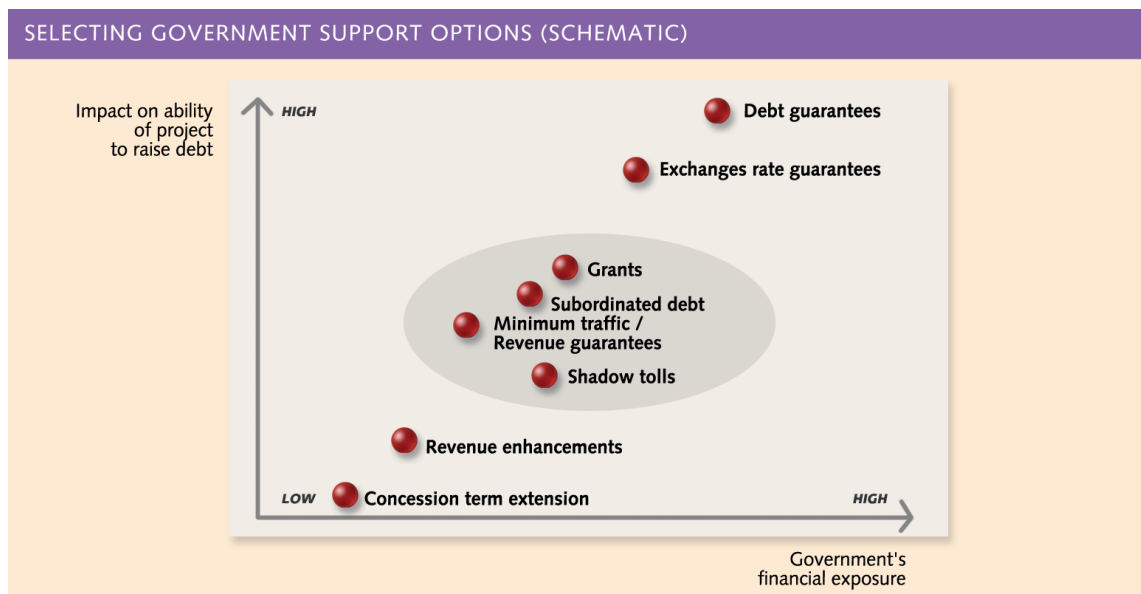 SELECTING GOVERNMENT SUPPORT OPTIONS (SCHEMATIC)
Impact on ability
of project
to raise debt
HIGH
Debt guarantees
Exchanges rate guarantees
Grants
Subordinated debt
Minimum traffic /
Revenue guarantees
Shadow tolls
Revenue enhancements
LOW
Concession term extension
HIGH
Government's
financial exposure